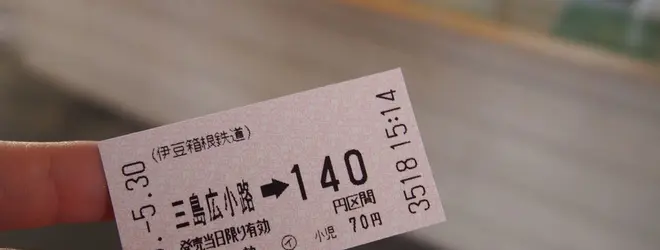 (伊豆箱根鉄道)
.-5.30
三島広小路➡140
円区間
発売当日限り有効
小児 70円
㋑
3518 15:14